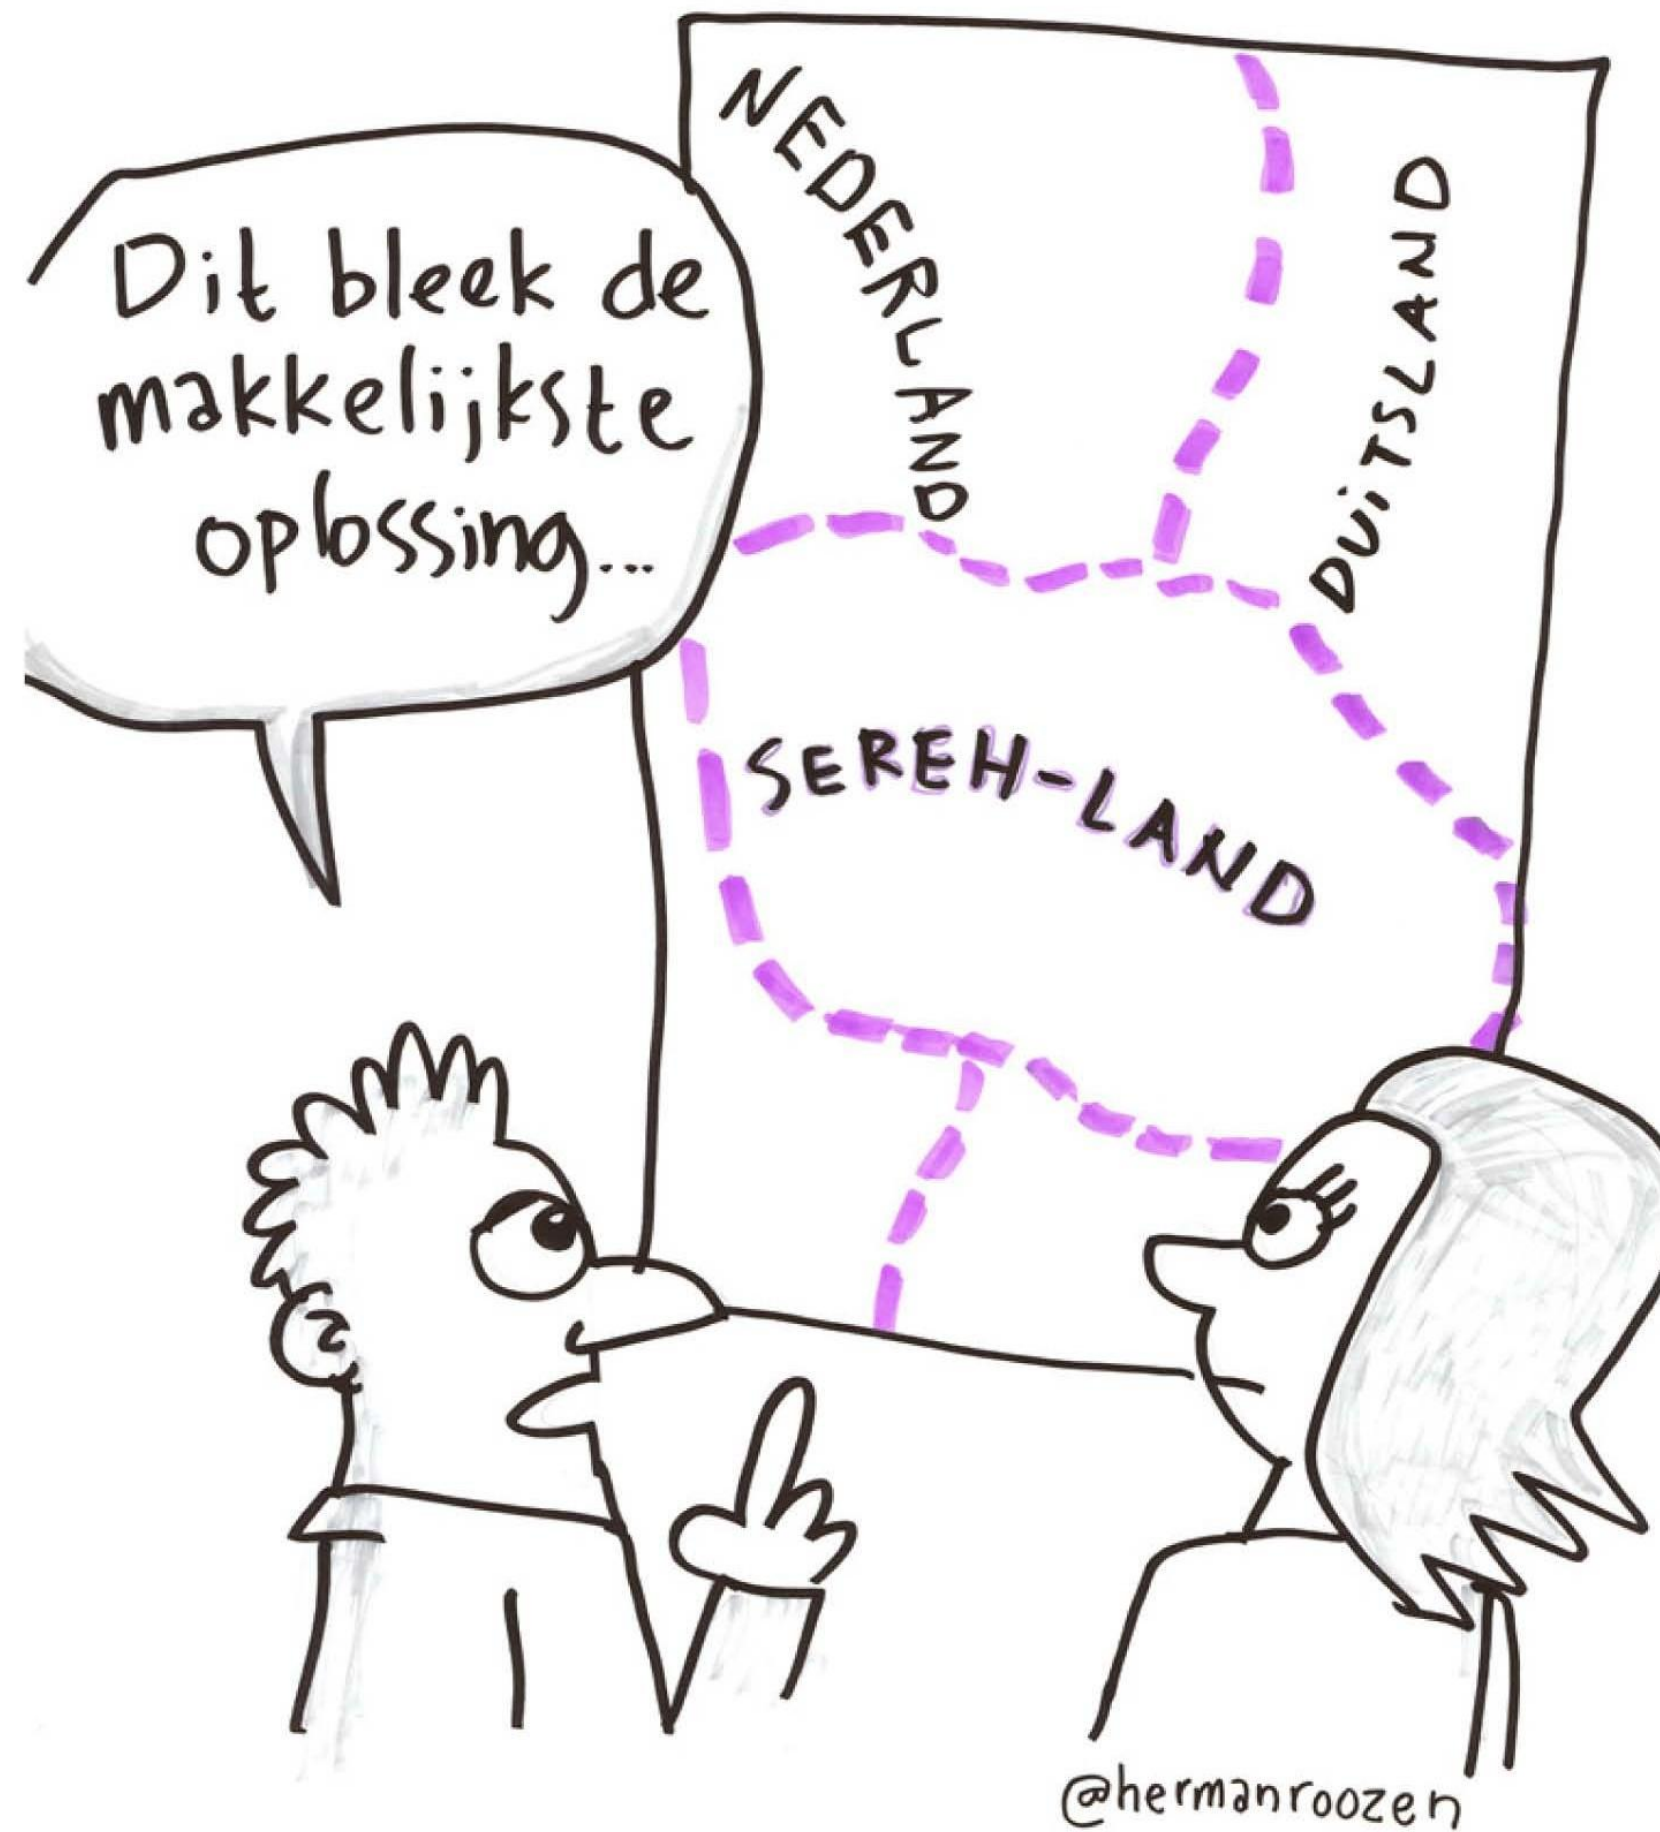 Dit bleek de
makkelijkste
oplossing...
NEDERLAND
DUITSLAND
SEREH-LAND
@hermanroozen